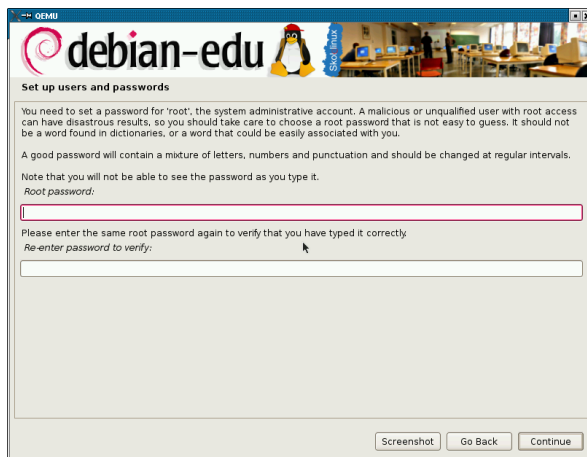 QEMU
debian-edu
Skolelinux
Set up users and passwords
You need to set a password for 'root', the system administrative account. A malicious or unqualified user with root access
can have disastrous results, so you should take care to choose a root password that is not easy to guess. It should not
be a word found in dictionaries, or a word that could be easily associated with you.
A good password will contain a mixture of letters, numbers and punctuation and should be changed at regular intervals.
Note that you will not be able to see the password as you type it.
Root password:
Please enter the same root password again to verify that you have typed it correctly.
Re-enter password to verify:
Screenshot
Go Back
Continue